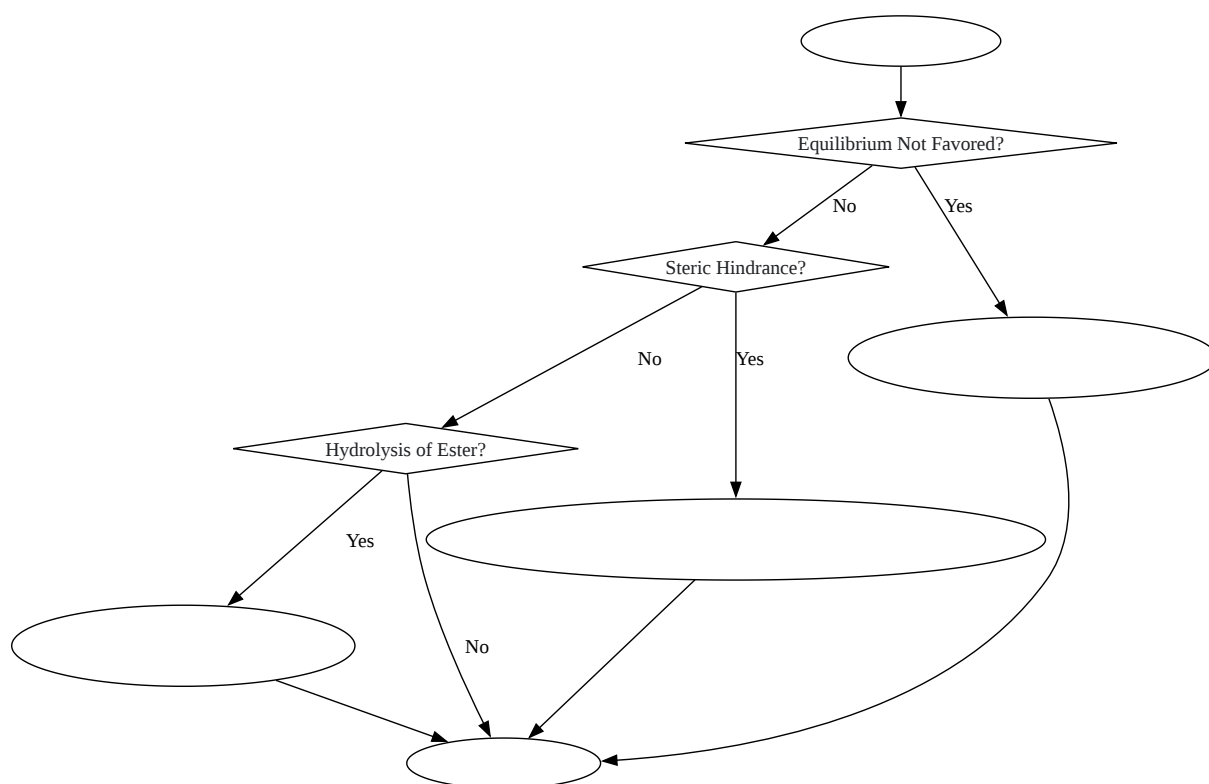 Equilibrium Not Favored?
No
Yes
Steric Hindrance?
No
Yes
Hydrolysis of Ester?
Yes
No